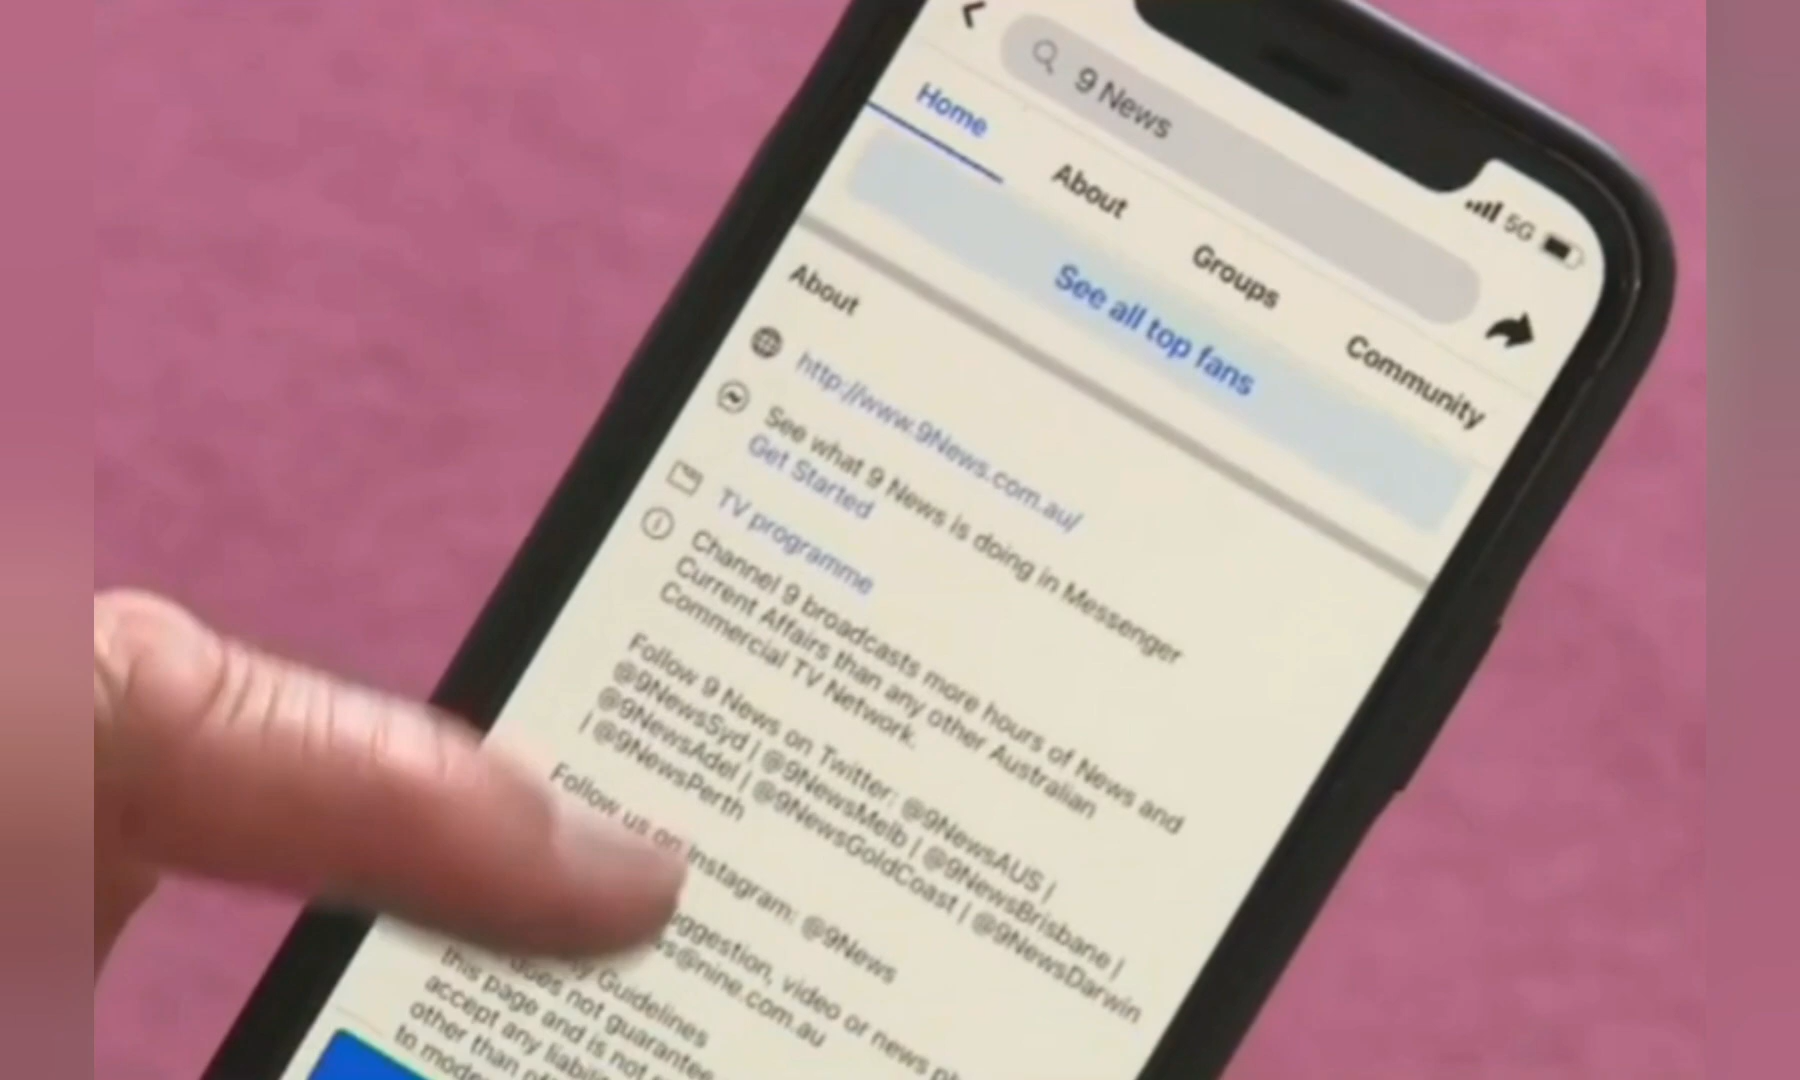 9 News
5G
Home
About
Groups
Community
See all top fans
About
http://www.9News.com.au/
See what 9 News is doing in Messenger
Get Started
TV programme
Channel 9 broadcasts more hours of News and
Current Affairs than any other Australian
Commercial TV Network.
Follow 9 News on Twitter: @9NewsAUS |
@9NewsSyd | @9NewsMelb | @9NewsBrisbane |
@9NewsAdel | @9NewsGoldCoast | @9NewsDarwin
| @9NewsPerth
Follow us on Instagram: @9News
video or news
@nine.com.au
Guidelines
does not guarantee
this page and is not
accept any
other than
to